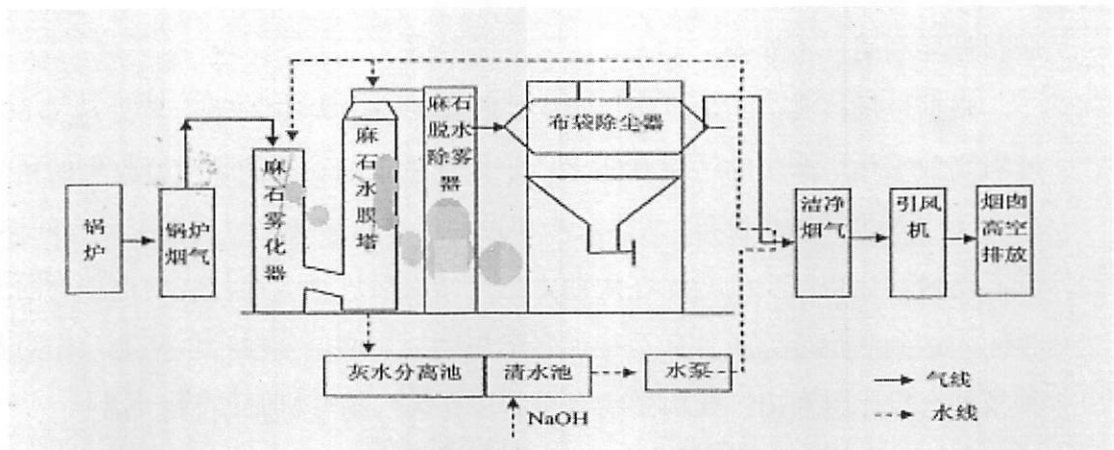 锅炉
锅炉烟气
麻石雾化器
麻石水膜塔
麻石脱水除雾器
布袋除尘器
洁净烟气
引风机
烟囱高空排放
灰水分离池
清水池
水泵
NaOH
气线
水线